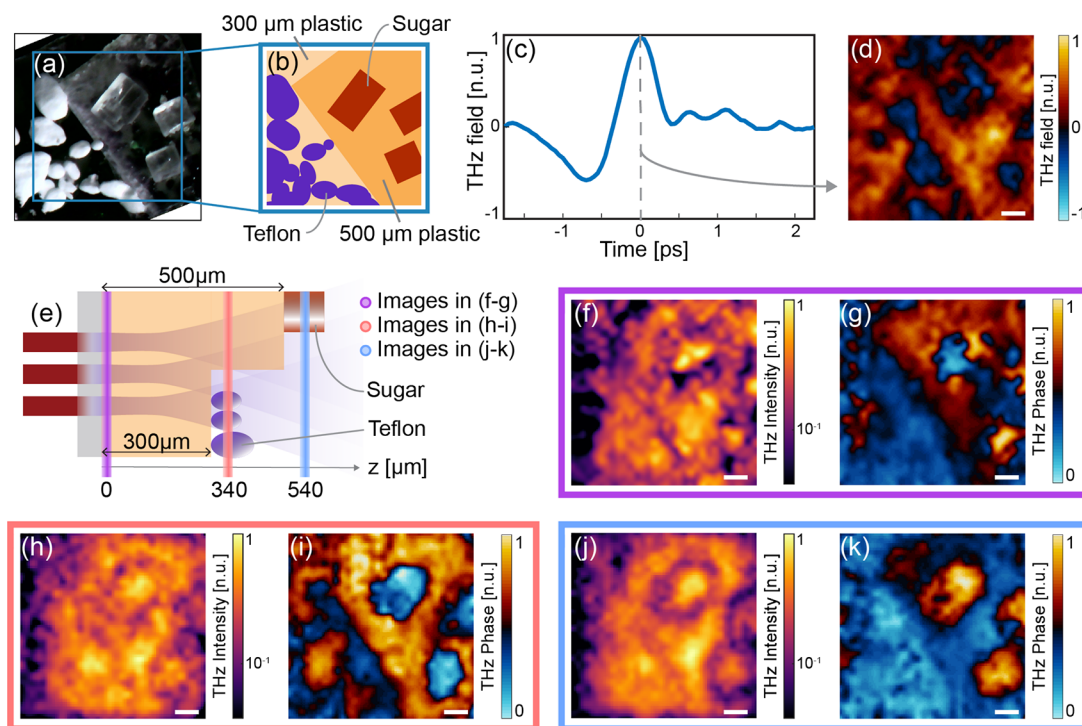 (a)
300 μm plastic
Sugar
(b)
Teflon
500 μm plastic
(c)
THz field [n.u.]
1
0
-1
-1
0
1
2
Time [ps]
(d)
1
THz field [n.u.]
-1
(e)
500μm
Images in (f-g)
Images in (h-i)
Images in (j-k)
Sugar
Teflon
300μm
z [μm]
0
340
540
(f)
1
THz Intensity [n.u.]
10-1
(g)
1
THz Phase [n.u.]
0
(h)
1
THz Intensity [n.u.]
10-1
(i)
1
THz Phase [n.u.]
0
(j)
1
THz Intensity [n.u.]
10-1
(k)
1
THz Phase [n.u.]
0